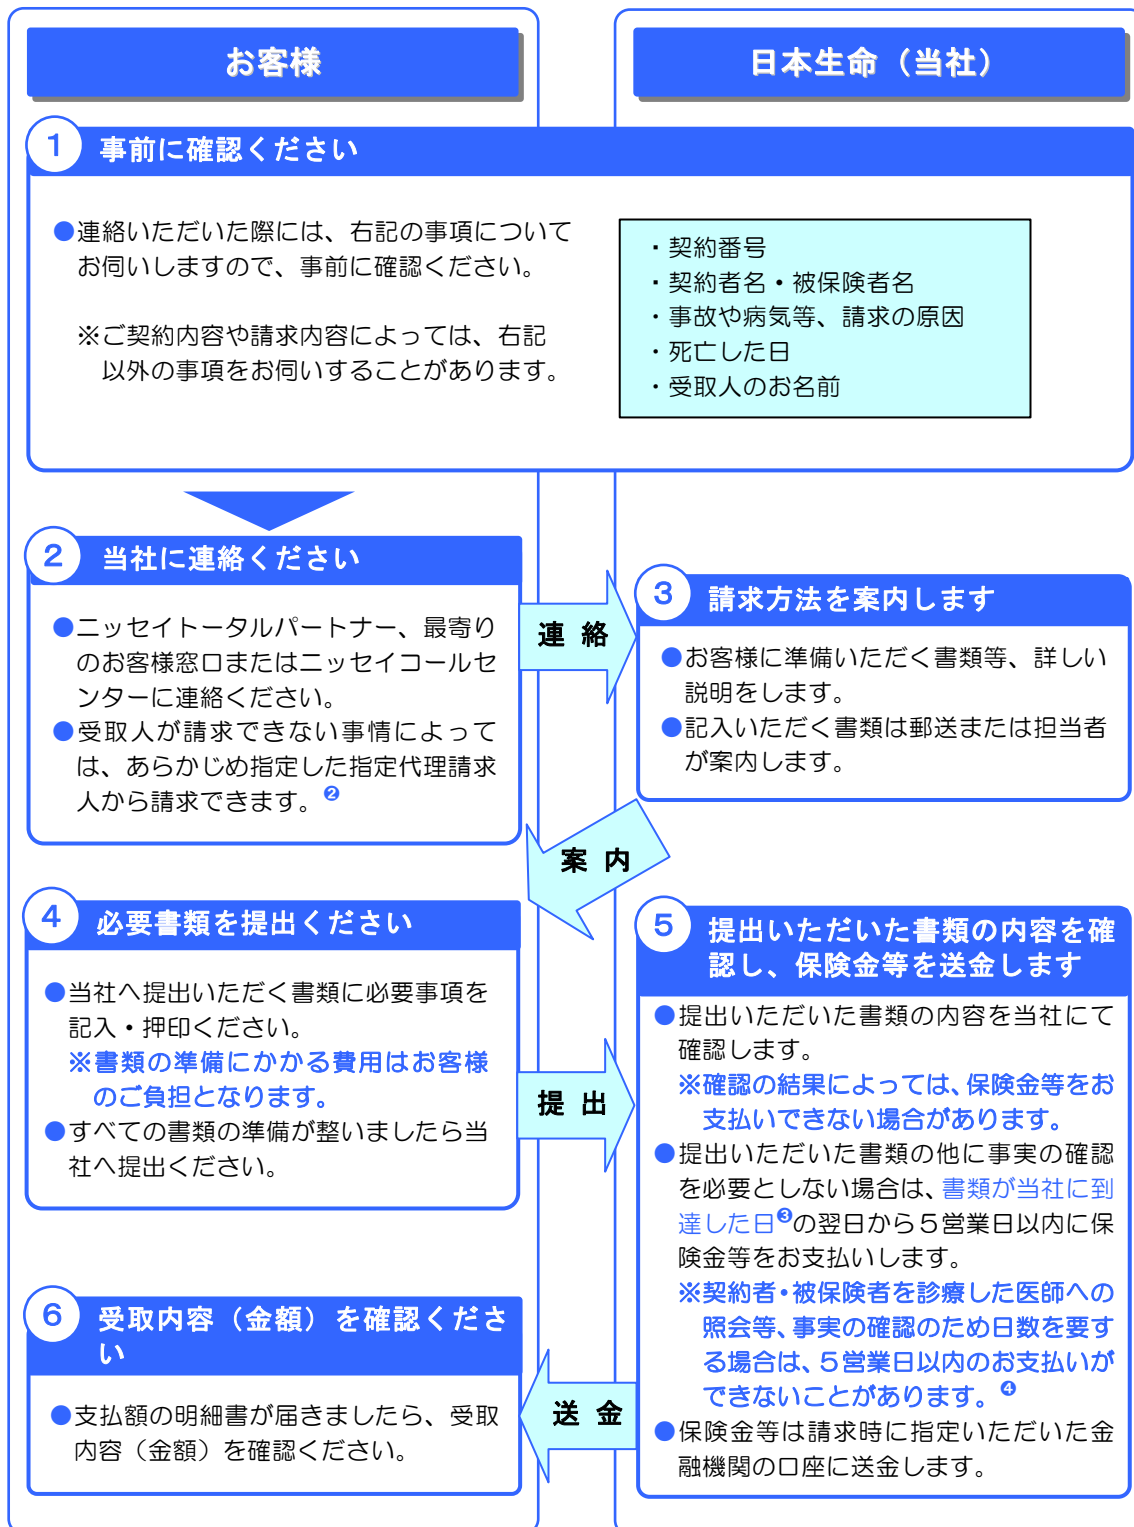 お客様
日本生命（当社）
1 事前に確認ください
●連絡いただいた際には、右記の事項について
お伺いしますので、事前に確認ください。
※ご契約内容や請求内容によっては、右記
以外の事項をお伺いすることがあります。
・契約番号
・契約者名・被保険者名
・事故や病気等、請求の原因
・死亡した日
・受取人のお名前
2 当社に連絡ください
●ニッセイトータルパートナー、最寄り
のお客様窓口またはニッセイコールセ
ンターに連絡ください。
●受取人が請求できない事情によって
は、あらかじめ指定した指定代理請求
人から請求できます。❷
連 絡
3 請求方法を案内します
●お客様に準備いただく書類等、詳しい
説明をします。
●記入いただく書類は郵送または担当者
が案内します。
案 内
4 必要書類を提出ください
●当社へ提出いただく書類に必要事項を
記入・押印ください。
※書類の準備にかかる費用はお客様
のご負担となります。
●すべての書類の準備が整いましたら当
社へ提出ください。
提 出
5 提出いただいた書類の内容を確
認し、保険金等を送金します
●提出いただいた書類の内容を当社にて
確認します。
※確認の結果によっては、保険金等をお
支払いできない場合があります。
●提出いただいた書類の他に事実の確認
を必要としない場合は、書類が当社に到
達した日❸の翌日から５営業日以内に保
険金等をお支払いします。
※契約者・被保険者を診療した医師への
照会等、事実の確認のため日数を要す
る場合は、５営業日以内のお支払いが
できないことがあります。❹
●保険金等は請求時に指定いただいた金
融機関の口座に送金します。
送 金
6 受取内容（金額）を確認くださ
い
●支払額の明細書が届きましたら、受取
内容（金額）を確認ください。